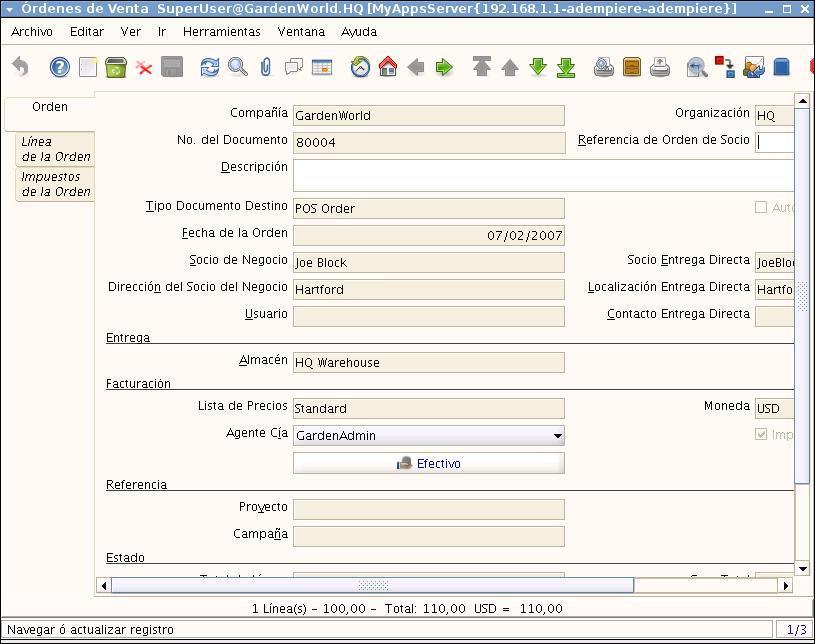 Órdenes de Venta SuperUser@GardenWorld.HQ [MyAppsServer{192.168.1.1-adempiere-adempiere}]
Archivo Editar Ver Ir Herramientas Ventana Ayuda
Orden
Línea
de la Orden
Impuestos
de la Orden
Compañía GardenWorld Organización HQ
No. del Documento 80004 Referencia de Orden de Socio
Descripción
Tipo Documento Destino POS Order Auto
Fecha de la Orden 07/02/2007
Socio de Negocio Joe Block Socio Entrega Directa JoeBlo
Dirección del Socio del Negocio Hartford Localización Entrega Directa Hartfo
Usuario Contacto Entrega Directa
Entrega
Almacén HQ Warehouse
Facturación
Lista de Precios Standard Moneda USD
Agente Cía GardenAdmin Imp
Efectivo
Referencia
Proyecto
Campaña
Estado
1 Línea(s) - 100,00 - Total: 110,00 USD = 110,00
Navegar ó actualizar registro 1/3